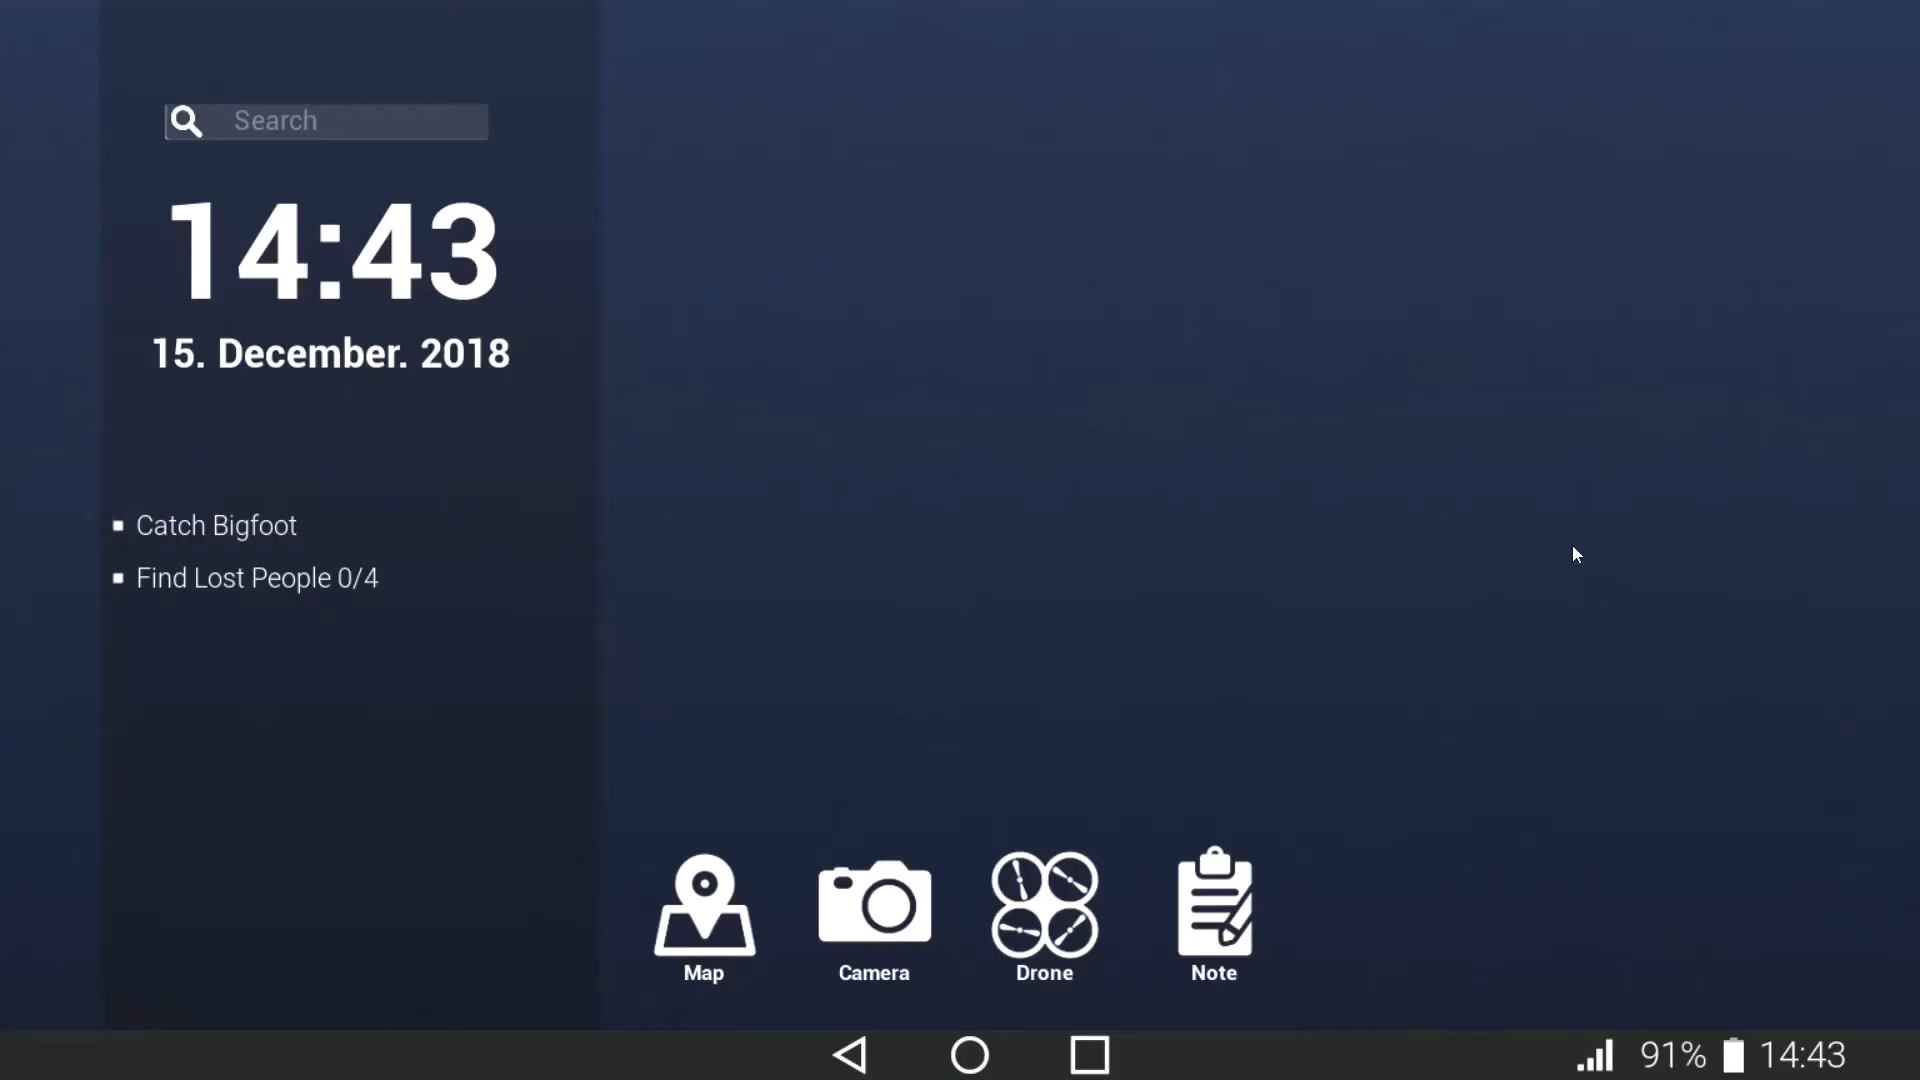 Search
14:43
15. December. 2018
Catch Bigfoot
Find Lost People 0/4
Map
Camera
Drone
Note
91%
14:43